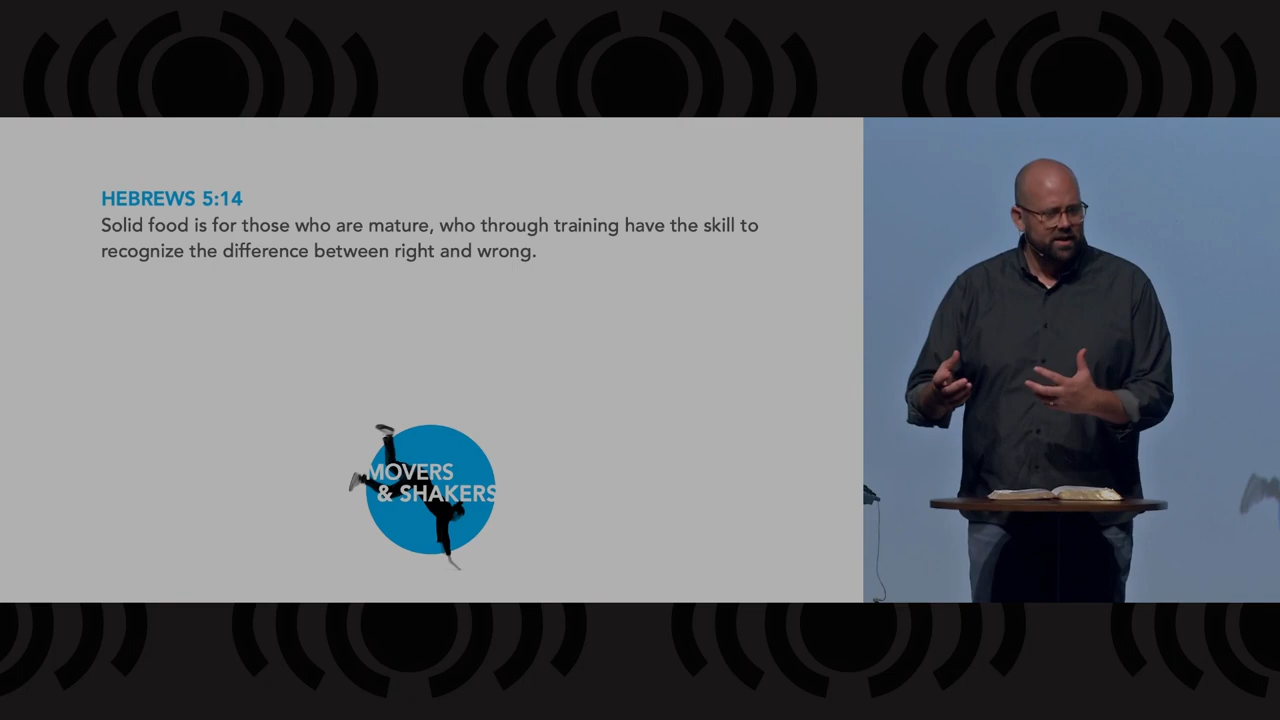 HEBREWS 5:14
Solid food is for those who are mature, who through training have the skill to
recognize the difference between right and wrong.
MOVERS
& SHAKERS